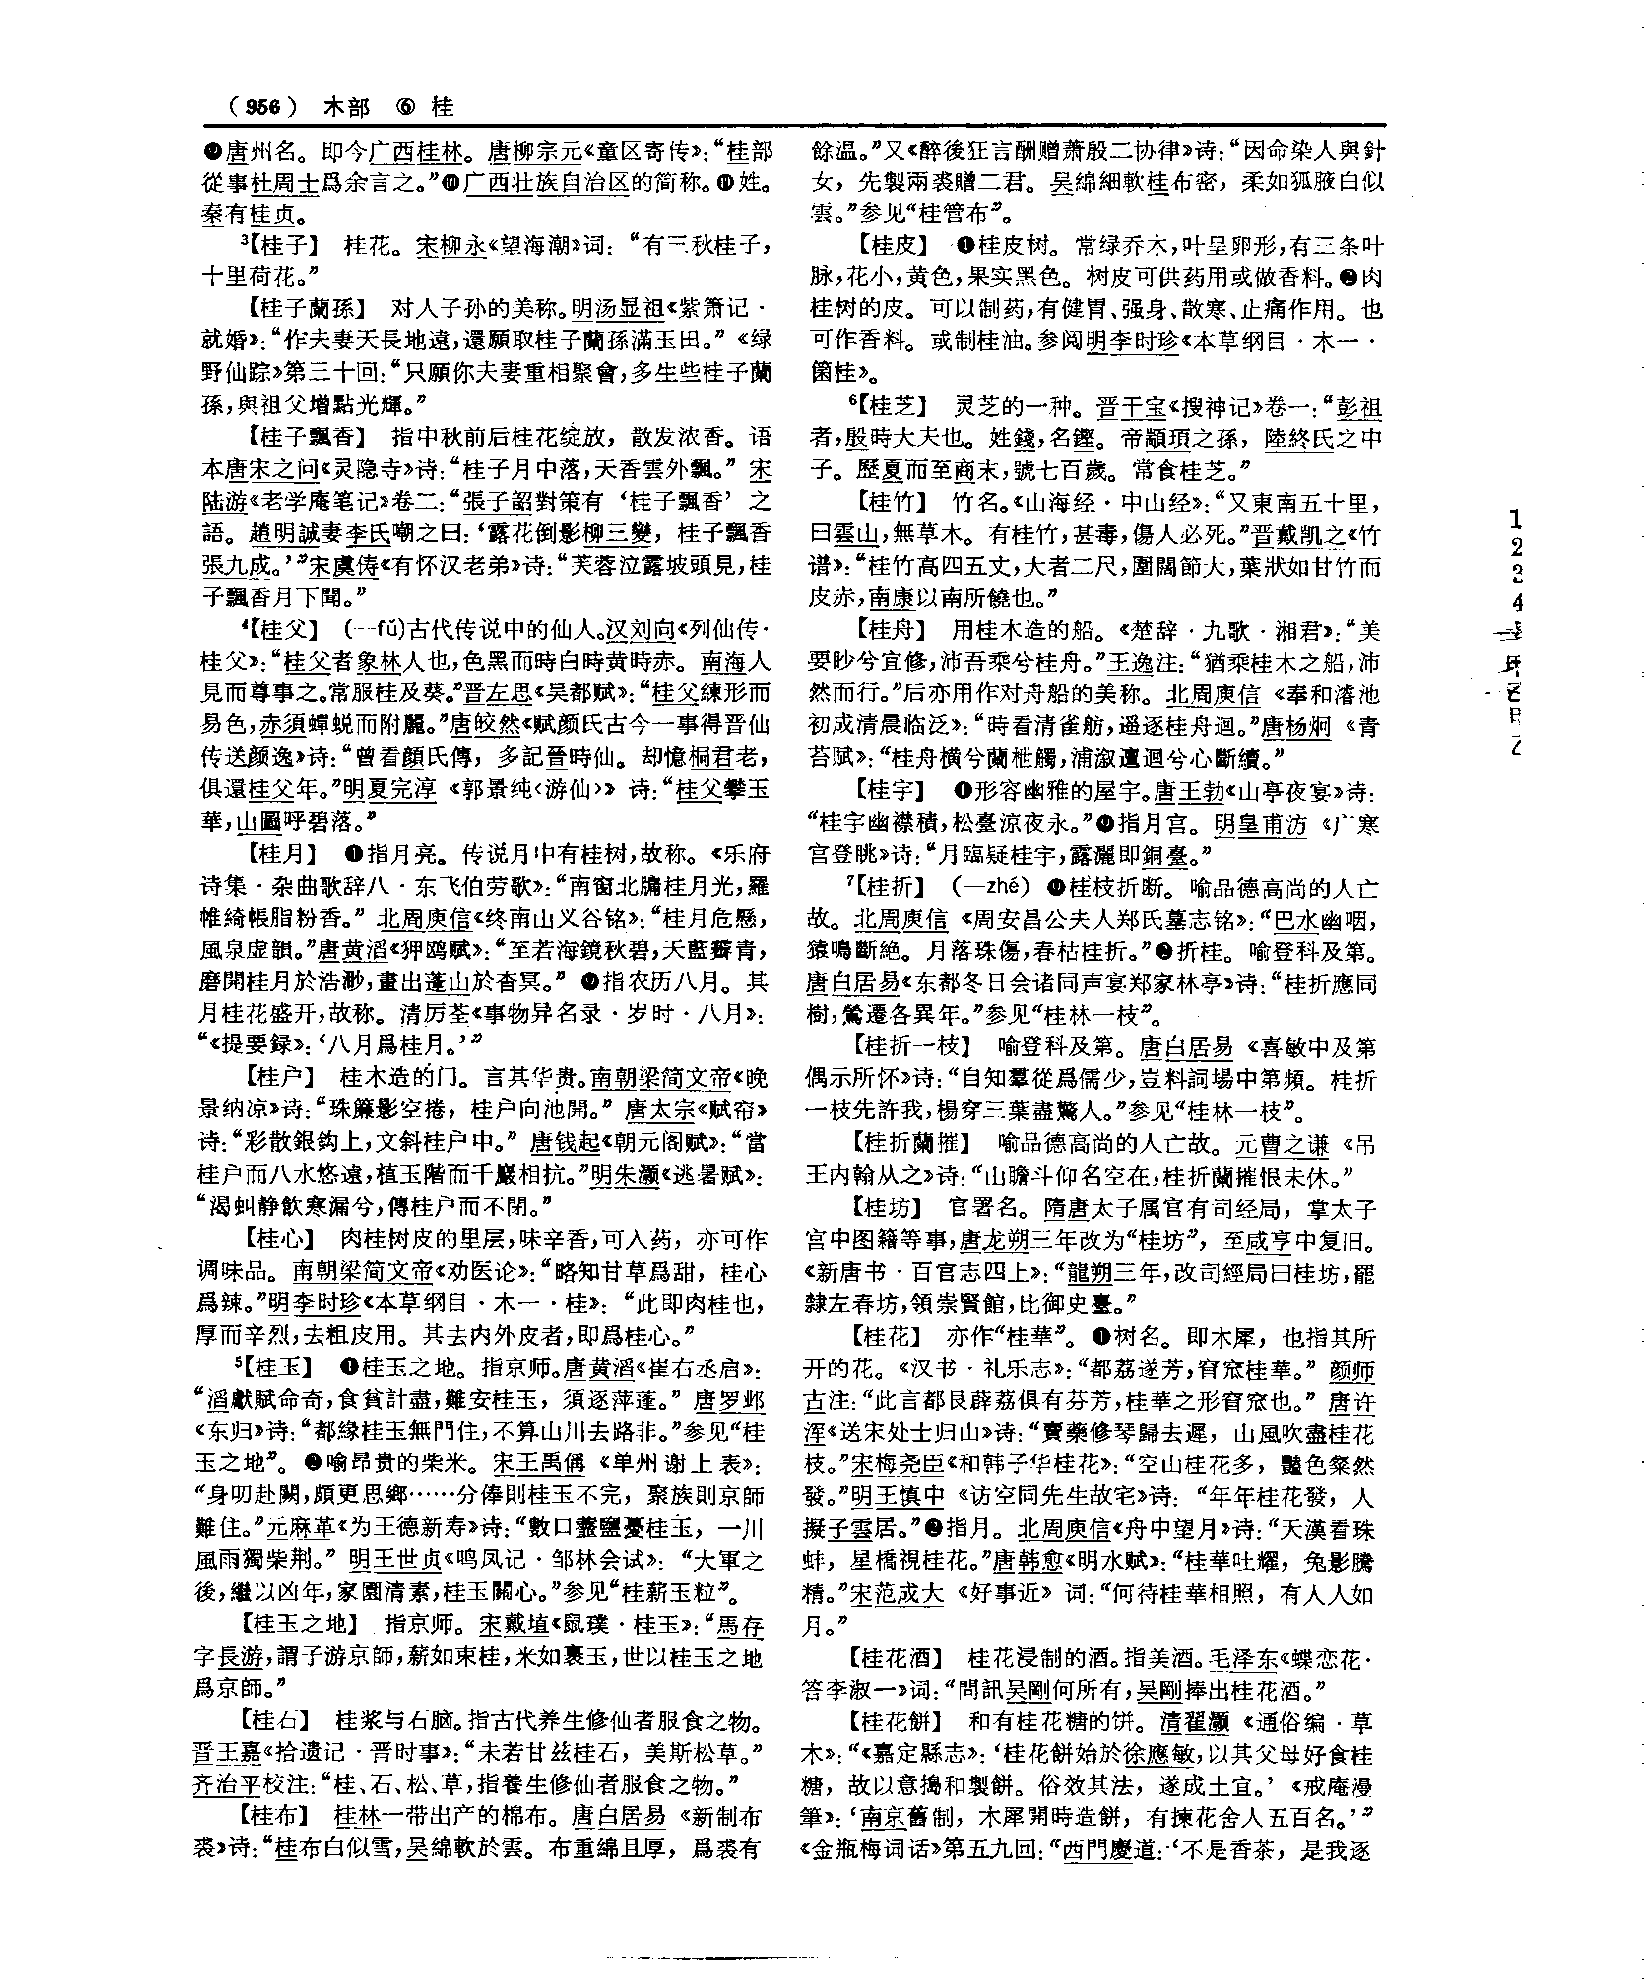 （956） 木部 ⑥ 桂
❾唐州名。即今广西桂林。唐柳宗元《童区寄传》：“桂部
從事杜周士爲余言之。”❿广西壮族自治区的简称。⓫姓。
秦有桂贞。
³【桂子】 桂花。宋柳永《望海潮》词：“有三秋桂子，
十里荷花。”
【桂子蘭孫】 对人子孙的美称。明汤显祖《紫箫记·
就婚》：“作夫妻天長地遠，還願取桂子蘭孫滿玉田。”《绿
野仙踪》第三十回：“只願你夫妻重相聚會，多生些桂子蘭
孫，與祖父增點光輝。”
【桂子飄香】 指中秋前后桂花绽放，散发浓香。语
本唐宋之问《灵隐寺》诗：“桂子月中落，天香雲外飄。”宋
陆游《老学庵笔记》卷二：“張子韶對策有‘桂子飄香’之
語。趙明誠妻李氏嘲之曰：‘露花倒影柳三變，桂子飄香
張九成。’”宋虞俦《有怀汉老弟》诗：“芙蓉泣露坡頭見，桂
子飄香月下聞。”
⁴【桂父】 （—fǔ）古代传说中的仙人。汉刘向《列仙传·
桂父》：“桂父者象林人也，色黑而時白時黄時赤。南海人
見而尊事之。常服桂及葵。”晋左思《吴都赋》：“桂父練形而
易色，赤須蟬蜕而附麗。”唐皎然《赋颜氏古今一事得晋仙
传送颜逸》诗：“曾看顔氏傳，多記晉時仙。却憶桐君老，
俱還桂父年。”明夏完淳《郭景纯〈游仙〉》诗：“桂父攀玉
華，山圖呼碧落。”
【桂月】 ❶指月亮。传说月中有桂树，故称。《乐府
诗集·杂曲歌辞八·东飞伯劳歌》：“南窗北牖桂月光，羅
帷綺帳脂粉香。”北周庾信《终南山义谷铭》：“桂月危懸，
風泉虚韻。”唐黄滔《狎鸥赋》：“至若海鏡秋碧，天藍霽青，
磨開桂月於浩渺，畫出蓬山於杳冥。”❷指农历八月。其
月桂花盛开，故称。清厉荃《事物异名录·岁时·八月》：
“《提要録》：‘八月爲桂月。’”
【桂户】 桂木造的门。言其华贵。南朝梁简文帝《晚
景纳凉》诗：“珠簾影空捲，桂户向池開。”唐太宗《赋帘》
诗：“彩散銀鈎上，文斜桂户中。”唐钱起《朝元阁赋》：“當
桂户而八水悠遠，植玉階而千巖相抗。”明朱灏《逃暑赋》：
“渴虯静飲寒漏兮，傳桂户而不閉。”
【桂心】 肉桂树皮的里层，味辛香，可入药，亦可作
调味品。南朝梁简文帝《劝医论》：“略知甘草爲甜，桂心
爲辣。”明李时珍《本草纲目·木一·桂》：“此即肉桂也，
厚而辛烈，去粗皮用。其去内外皮者，即爲桂心。”
⁵【桂玉】 ❶桂玉之地。指京师。唐黄滔《崔右丞启》：
“滔獻賦命奇，食貧計盡，難安桂玉，須逐萍蓬。”唐罗邺
《东归》诗：“都緣桂玉無門住，不算山川去路非。”参见“桂
玉之地”。❷喻昂贵的柴米。宋王禹偁《单州谢上表》：
“身叨赴闕，頗更思鄉……分俸則桂玉不完，聚族則京師
難住。”元麻革《为王德新寿》诗：“數口虀鹽憂桂玉，一川
風雨獨柴荆。”明王世贞《鸣凤记·邹林会试》：“大軍之
後，繼以凶年，家園清素，桂玉關心。”参见“桂薪玉粒”。
【桂玉之地】 指京师。宋戴埴《鼠璞·桂玉》：“馬存
字長游，謂子游京師，薪如束桂，米如裹玉，世以桂玉之地
爲京師。”
【桂石】 桂浆与石脑。指古代养生修仙者服食之物。
晋王嘉《拾遗记·晋时事》：“未若甘兹桂石，美斯松草。”
齐治平校注：“桂、石、松、草，指養生修仙者服食之物。”
【桂布】 桂林一带出产的棉布。唐白居易《新制布
裘》诗：“桂布白似雪，吴綿軟於雲。布重綿且厚，爲裘有
餘温。”又《醉後狂言酬赠萧殷二协律》诗：“因命染人與針
女，先製兩裘贈二君。吴綿細軟桂布密，柔如狐腋白似
雲。”参见“桂管布”。
【桂皮】 ❶桂皮树。常绿乔木，叶呈卵形，有三条叶
脉，花小，黄色，果实黑色。树皮可供药用或做香料。❷肉
桂树的皮。可以制药，有健胃、强身、散寒、止痛作用。也
可作香料。或制桂油。参阅明李时珍《本草纲目·木一·
箘桂》。
⁶【桂芝】 灵芝的一种。晋干宝《搜神记》卷一：“彭祖
者，殷時大夫也。姓錢，名鏗。帝顓頊之孫，陸終氏之中
子。歷夏而至商末，號七百歲。常食桂芝。”
【桂竹】 竹名。《山海经·中山经》：“又東南五十里，
曰雲山，無草木。有桂竹，甚毒，傷人必死。”晋戴凯之《竹
谱》：“桂竹高四五丈，大者二尺，圍闊節大，葉狀如甘竹而
皮赤，南康以南所饒也。”
【桂舟】 用桂木造的船。《楚辞·九歌·湘君》：“美
要眇兮宜修，沛吾乘兮桂舟。”王逸注：“猶乘桂木之船，沛
然而行。”后亦用作对舟船的美称。北周庾信《奉和濬池
初成清晨临泛》：“時看清雀舫，遥逐桂舟迴。”唐杨炯《青
苔赋》：“桂舟横兮蘭枻觸，浦溆邅迴兮心斷續。”
【桂宇】 ❶形容幽雅的屋宇。唐王勃《山亭夜宴》诗：
“桂宇幽襟積，松臺涼夜永。”❷指月宫。明皇甫汸《广寒
宫登眺》诗：“月臨疑桂宇，露灑即銅臺。”
⁷【桂折】 （—zhé）❶桂枝折断。喻品德高尚的人亡
故。北周庾信《周安昌公夫人郑氏墓志铭》：“巴水幽咽，
猿鳴斷絶。月落珠傷，春枯桂折。”❷折桂。喻登科及第。
唐白居易《东都冬日会诸同声宴郑家林亭》诗：“桂折應同
樹，鶯遷各異年。”参见“桂林一枝”。
【桂折一枝】 喻登科及第。唐白居易《喜敏中及第
偶示所怀》诗：“自知羣從爲儒少，豈料詞場中第頻。桂折
一枝先許我，楊穿三葉盡驚人。”参见“桂林一枝”。
【桂折蘭摧】 喻品德高尚的人亡故。元曹之谦《吊
王内翰从之》诗：“山瞻斗仰名空在，桂折蘭摧恨未休。”
【桂坊】 官署名。隋唐太子属官有司经局，掌太子
宫中图籍等事，唐龙朔三年改为“桂坊”，至咸亨中复旧。
《新唐书·百官志四上》：“龍朔三年，改司經局曰桂坊，罷
隸左春坊，領崇賢館，比御史臺。”
【桂花】 亦作“桂華”。❶树名。即木犀，也指其所
开的花。《汉书·礼乐志》：“都荔遂芳，窅窊桂華。”颜师
古注：“此言都良薜荔俱有芬芳，桂華之形窅窊也。”唐许
浑《送宋处士归山》诗：“賣藥修琴歸去遲，山風吹盡桂花
枝。”宋梅尧臣《和韩子华桂花》：“空山桂花多，豔色粲然
發。”明王慎中《访空同先生故宅》诗：“年年桂花發，人
擬子雲居。”❷指月。北周庾信《舟中望月》诗：“天漢看珠
蚌，星橋視桂花。”唐韩愈《明水赋》：“桂華吐耀，兔影騰
精。”宋范成大《好事近》词：“何待桂華相照，有人人如
月。”
【桂花酒】 桂花浸制的酒。指美酒。毛泽东《蝶恋花·
答李淑一》词：“問訊吴剛何所有，吴剛捧出桂花酒。”
【桂花餅】 和有桂花糖的饼。清翟灏《通俗编·草
木》：“《嘉定縣志》：‘桂花餅始於徐應敏，以其父母好食桂
糖，故以意搗和製餅。俗效其法，遂成土宜。’《戒庵漫
筆》：‘南京舊制，木犀開時造餅，有揀花舍人五百名。’”
《金瓶梅词话》第五九回：“西門慶道：‘不是香茶，是我逐
1
2
3
4